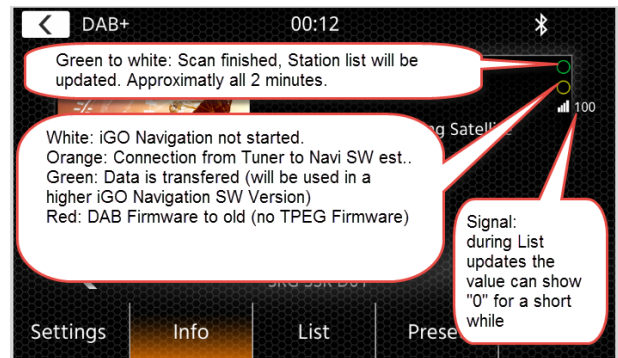 DAB+ 00:12
Green to white: Scan finished, Station list will be
updated. Approximatly all 2 minutes.
100
White: iGO Navigation not started.
Orange: Connection from Tuner to Navi SW est..
Green: Data is transfered (will be used in a
higher iGO Navigation SW Version)
Red: DAB Firmware to old (no TPEG Firmware)
Signal:
during List
updates the
value can show
"0" for a short
while
Settings Info List